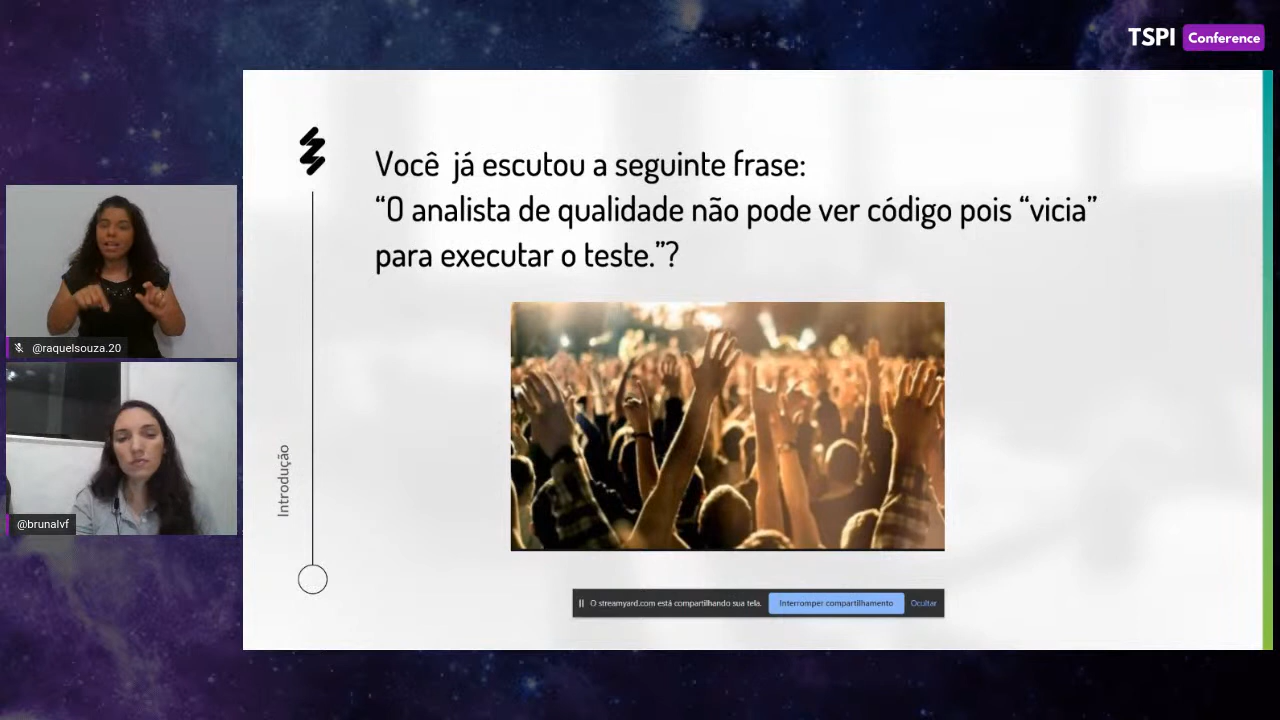 TSPI Conference
Você já escutou a seguinte frase:
“O analista de qualidade não pode ver código pois “vicia”
para executar o teste.”?
@raquelsouza.20
@brunalvf
Introdução
O streamyard.com está compartilhando sua tela.
Interromper compartilhamento
Ocultar